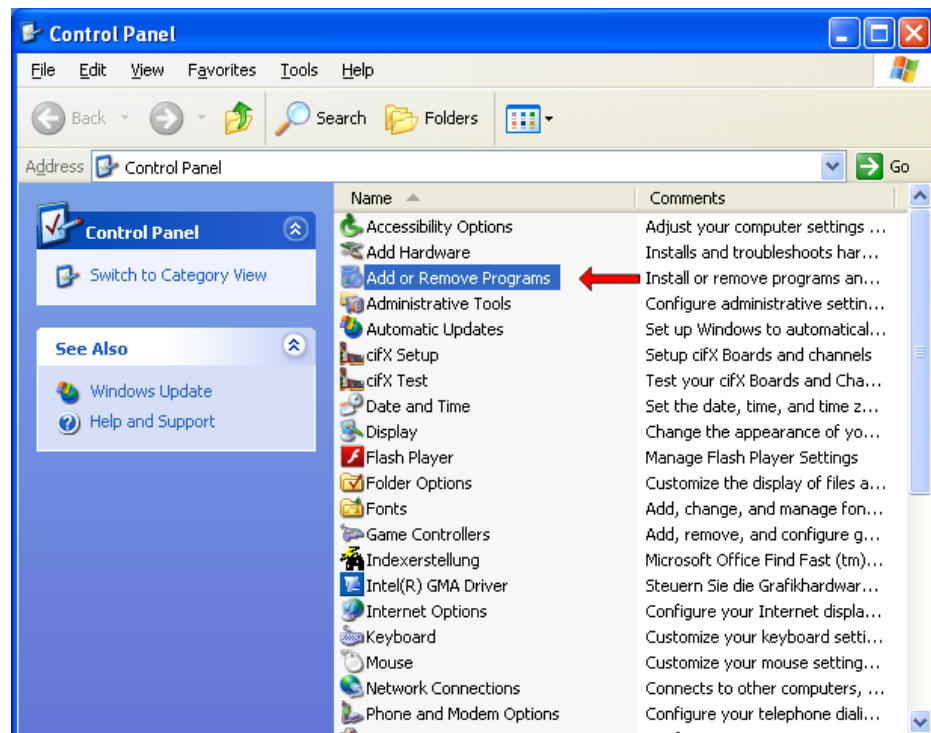 Control Panel
File Edit View Favorites Tools Help
Back Search Folders
Address Control Panel Go
Control Panel
Switch to Category View
See Also
Windows Update
Help and Support
Name Comments
Accessibility Options Adjust your computer settings ...
Add Hardware Installs and troubleshoots har...
Add or Remove Programs Install or remove programs an...
Administrative Tools Configure administrative settin...
Automatic Updates Set up Windows to automatical...
cifX Setup Setup cifX Boards and channels
cifX Test Test your cifX Boards and Cha...
Date and Time Set the date, time, and time z...
Display Change the appearance of yo...
Flash Player Manage Flash Player Settings
Folder Options Customize the display of files a...
Fonts Add, change, and manage fon...
Game Controllers Add, remove, and configure g...
Indexerstellung Microsoft Office Find Fast (tm)...
Intel(R) GMA Driver Steuern Sie die Grafikhardwar...
Internet Options Configure your Internet displa...
Keyboard Customize your keyboard setti...
Mouse Customize your mouse setting...
Network Connections Connects to other computers, ...
Phone and Modem Options Configure your telephone diali...